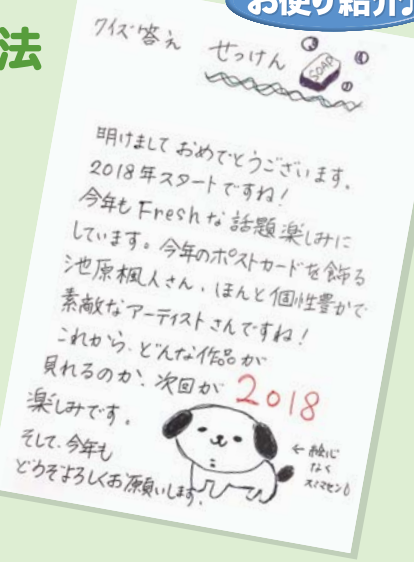 お便り紹介
法
クイズ答え せっけん
SOAP
明けまして おめでとうございます。
2018年スタートですね!
今年もFreshな話題楽しみに
しています。今年のポストカードを飾る
池原楓人さん、ほんと個性豊かで
素敵なアーティストさんですね!
これから、どんな作品が
見れるのか、次回が
楽しみです。
2018
そして、今年も
どうぞよろしくお願いします。
← 絵心
なく
スミマセン